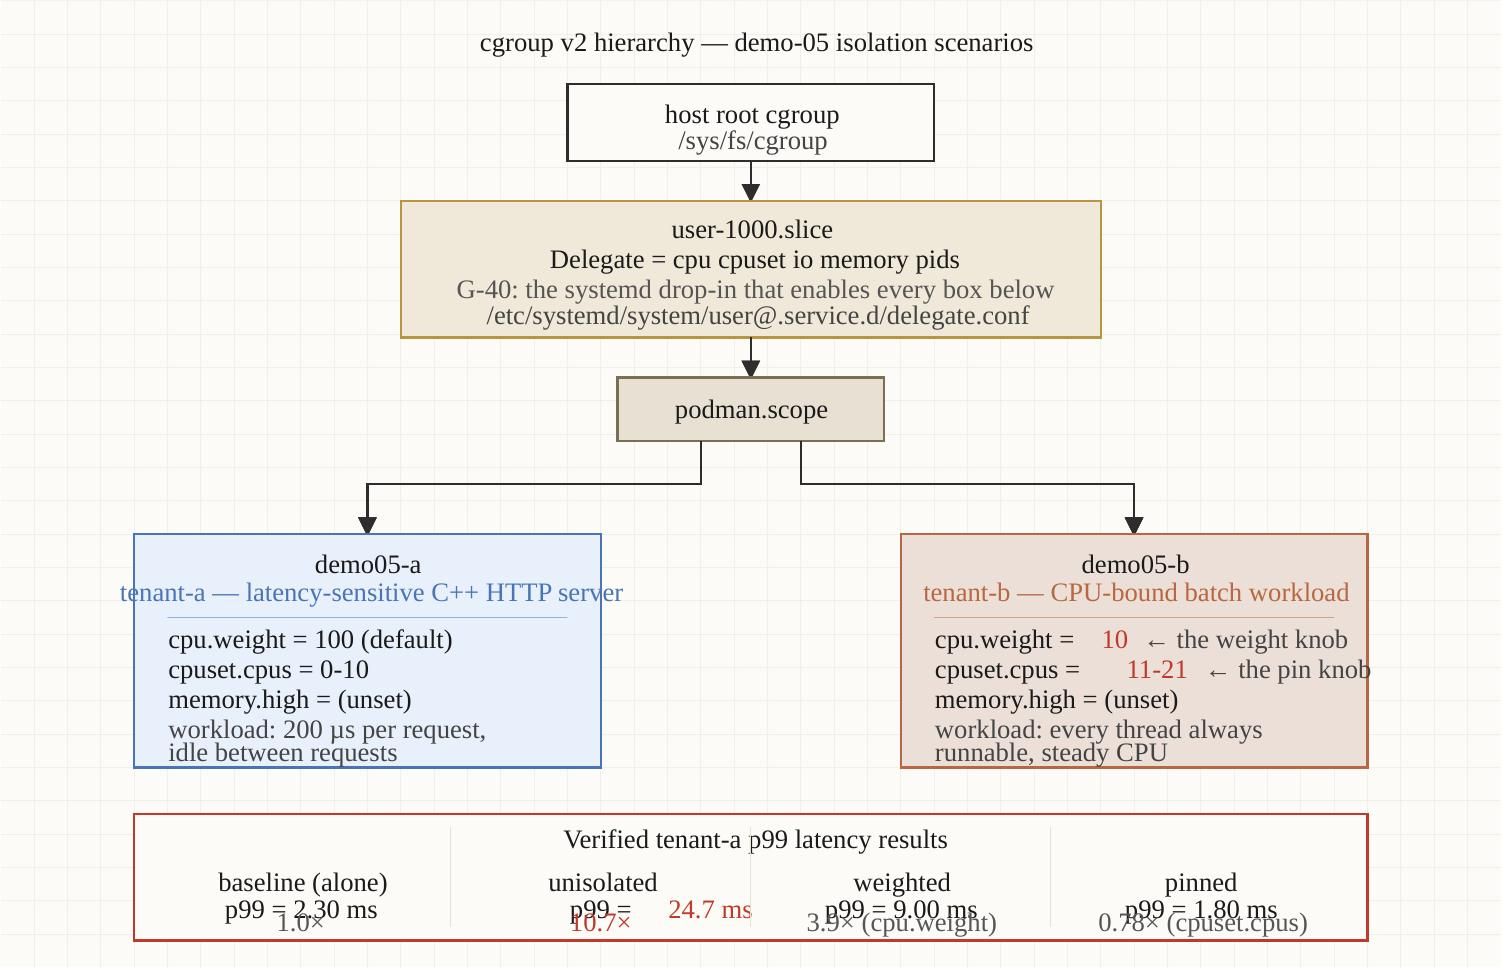 cgroup v2 hierarchy — demo-05 isolation scenarios
host root cgroup
/sys/fs/cgroup
user-1000.slice
Delegate = cpu cpuset io memory pids
G-40: the systemd drop-in that enables every box below
/etc/systemd/system/user@.service.d/delegate.conf
podman.scope
demo05-a
tenant-a — latency-sensitive C++ HTTP server
cpu.weight = 100 (default)
cpuset.cpus = 0-10
memory.high = (unset)
workload: 200 µs per request,
idle between requests
demo05-b
tenant-b — CPU-bound batch workload
cpu.weight = 10 ← the weight knob
cpuset.cpus = 11-21 ← the pin knob
memory.high = (unset)
workload: every thread always
runnable, steady CPU
Verified tenant-a p99 latency results
baseline (alone)
p99 = 2.30 ms
1.0×
unisolated
p99 = 24.7 ms
10.7×
weighted
p99 = 9.00 ms
3.9× (cpu.weight)
pinned
p99 = 1.80 ms
0.78× (cpuset.cpus)